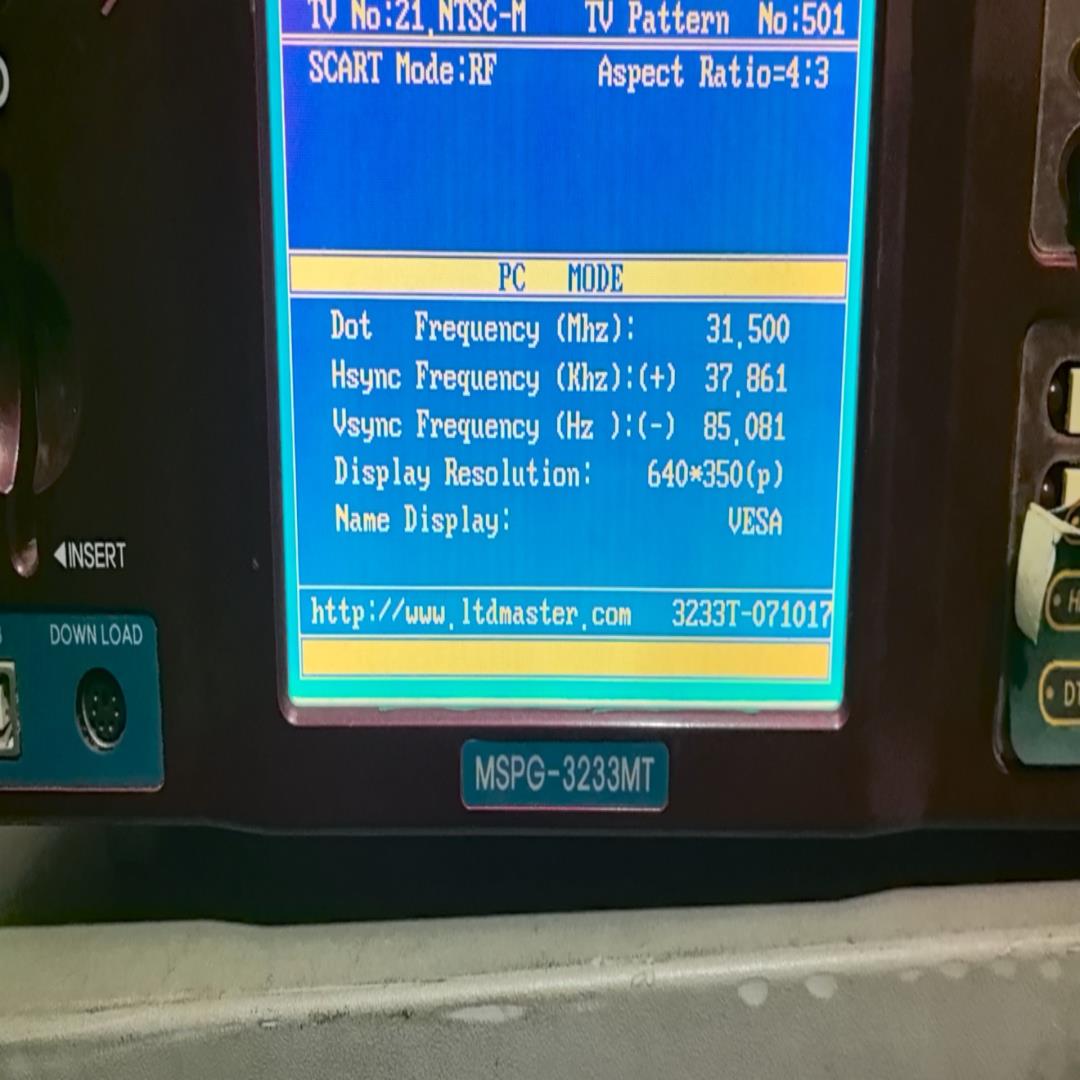 TV No:21.NTSC-M TV Pattern No:501
SCART Mode:RF Aspect Ratio=4:3
PC MODE
Dot Frequency (Mhz): 31.500
Hsync Frequency (Khz):(+) 37.861
Vsync Frequency (Hz ):(-) 85.081
Display Resolution: 640*350(p)
Name Display: VESA
http://www.ltdmaster.com 3233T-071017
◀INSERT
DOWN LOAD
MSPG-3233MT